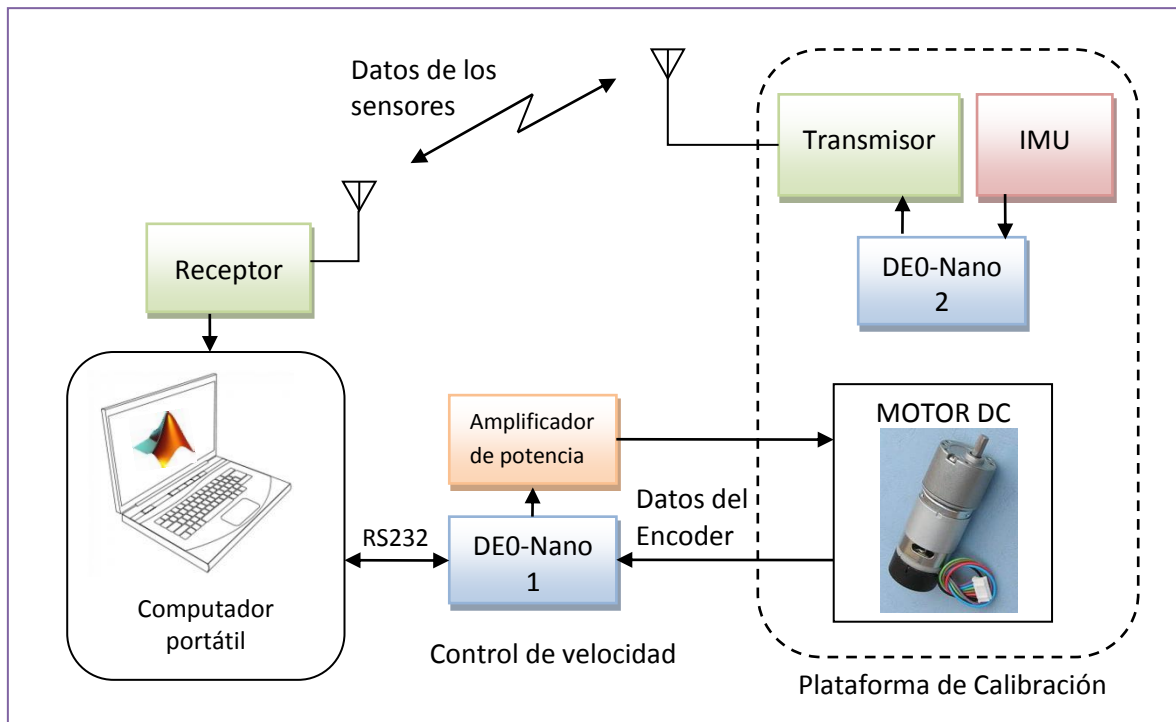 Datos de los
sensores
Transmisor
IMU
DE0-Nano
2
Receptor
MOTOR DC
Amplificador
de potencia
Datos del
Encoder
RS232
DE0-Nano
1
Computador
portátil
Control de velocidad
Plataforma de Calibración